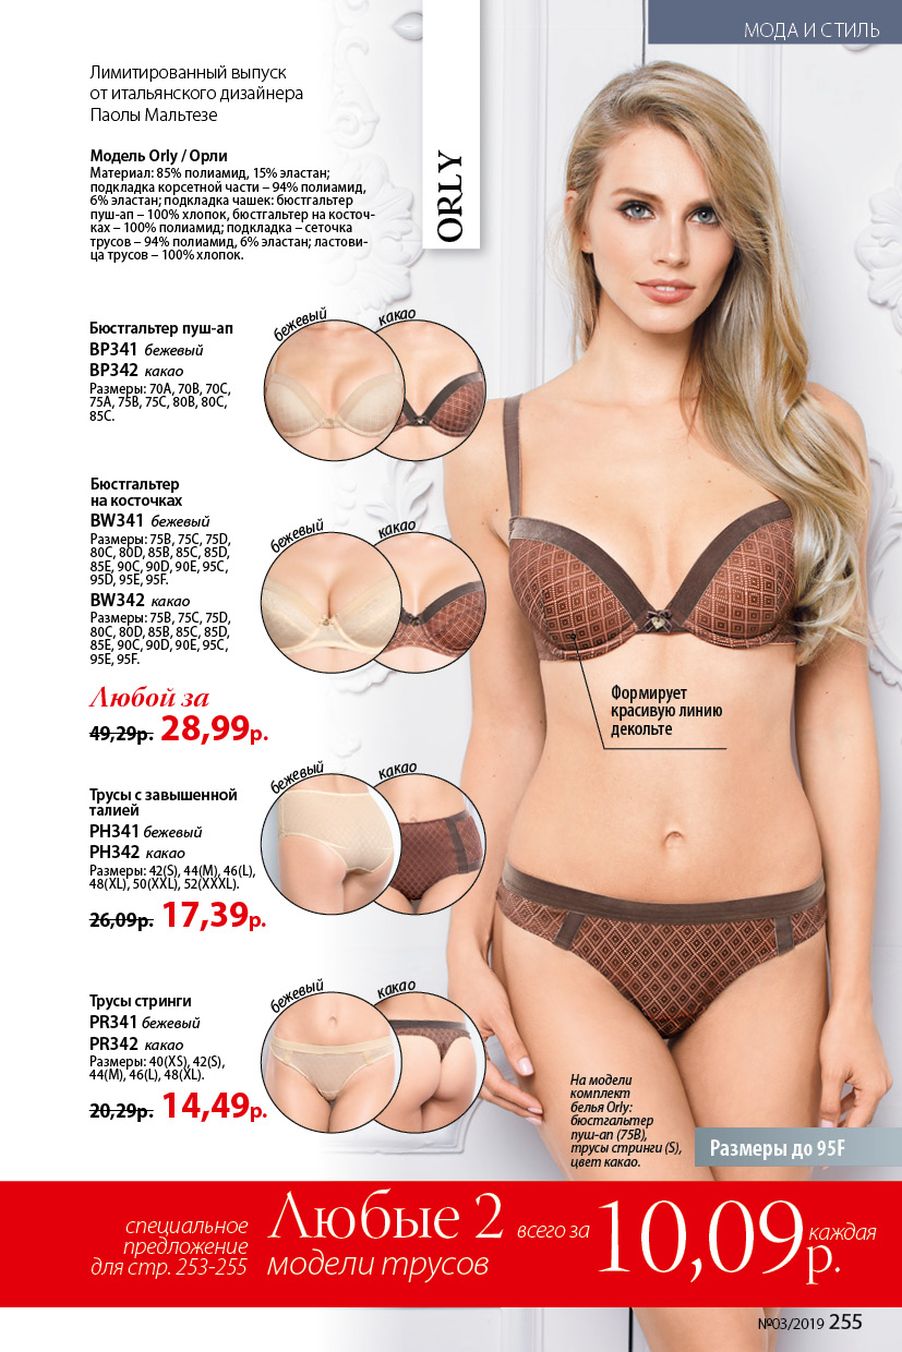 МОДА И СТИЛЬ
Лимитированный выпуск
от итальянского дизайнера
Паолы Мальтезе
ORLY
Модель Orly / Орли
Материал: 85% полиамид, 15% эластан;
подкладка корсетной части – 94% полиамид,
6% эластан; подкладка чашек: бюстгальтер
пуш-ап – 100% хлопок, бюстгальтер на косточ-
ках – 100% полиамид; подкладка – сеточка
трусов – 94% полиамид, 6% эластан; ластови-
ца трусов – 100% хлопок.
Бюстгальтер пуш-ап
BP341 бежевый
BP342 какао
Размеры: 70A, 70B, 70C,
75A, 75B, 75C, 80B, 80C,
85C.
бежевый
какао
Бюстгальтер
на косточках
BW341 бежевый
Размеры: 75B, 75C, 75D,
80C, 80D, 85B, 85C, 85D,
85E, 90C, 90D, 90E, 95C,
95D, 95E, 95F.
BW342 какао
Размеры: 75B, 75C, 75D,
80C, 80D, 85B, 85C, 85D,
85E, 90C, 90D, 90E, 95C,
95E, 95F.
бежевый
какао
Любой за
49,29р. 28,99р.
Формирует
красивую линию
декольте
Трусы с завышенной
талией
PH341 бежевый
PH342 какао
Размеры: 42(S), 44(M), 46(L),
48(XL), 50(XXL), 52(XXXL).
26,09р. 17,39р.
бежевый
какао
Трусы стринги
PR341 бежевый
PR342 какао
Размеры: 40(XS), 42(S),
44(M), 46(L), 48(XL).
20,29р. 14,49р.
бежевый
какао
На модели
комплект
белья Orly:
бюстгальтер
пуш-ап (75B),
трусы стринги (S),
цвет какао.
Размеры до 95F
специальное
предложение
для стр. 253-255
Любые 2
модели трусов
всего за
10,09р.
каждая
№03/2019 255